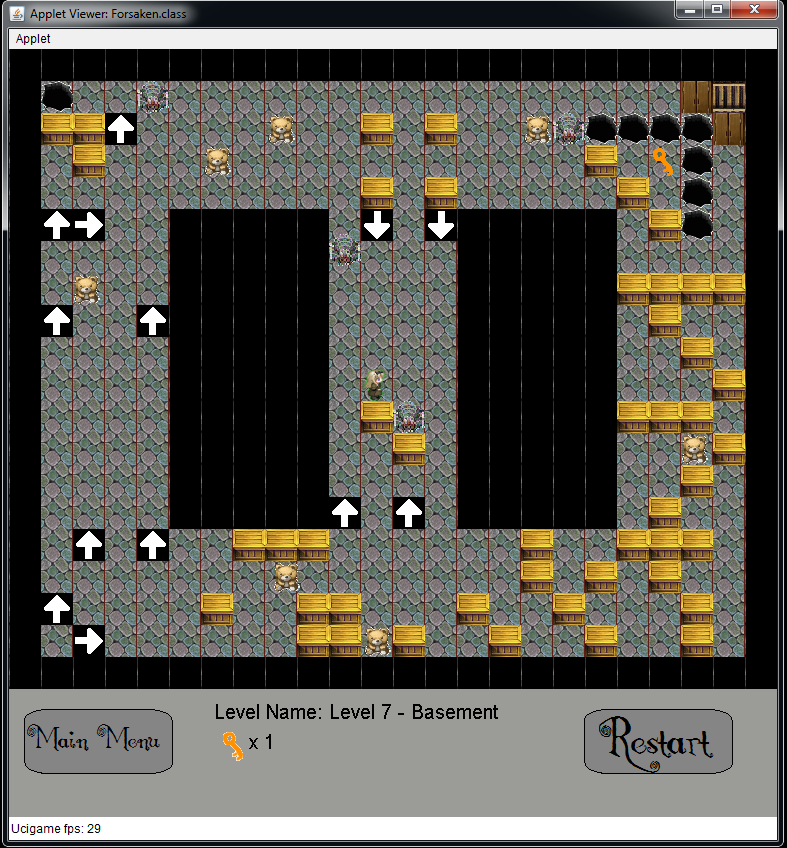 Applet Viewer: Forsaken.class
Applet
Level Name: Level 7 - Basement
x 1
Main Menu
Restart
Ucigame fps: 29